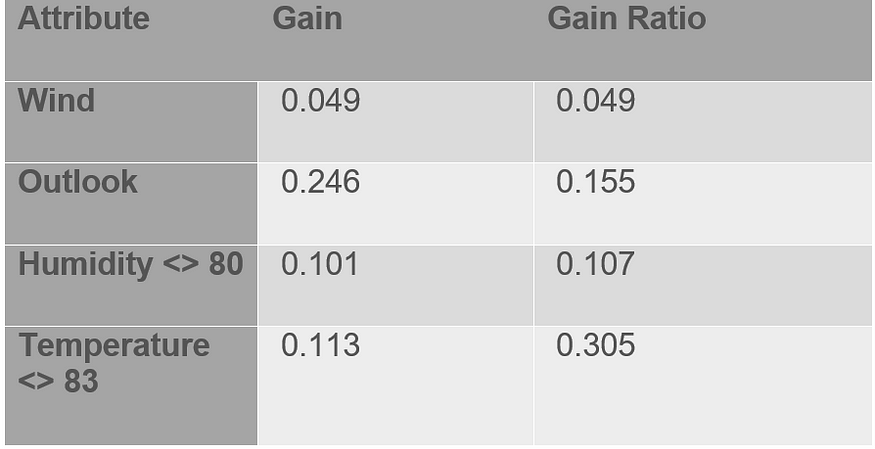 Attribute Gain Gain Ratio
Wind 0.049 0.049
Outlook 0.246 0.155
Humidity <> 80 0.101 0.107
Temperature 0.113 0.305
<> 83